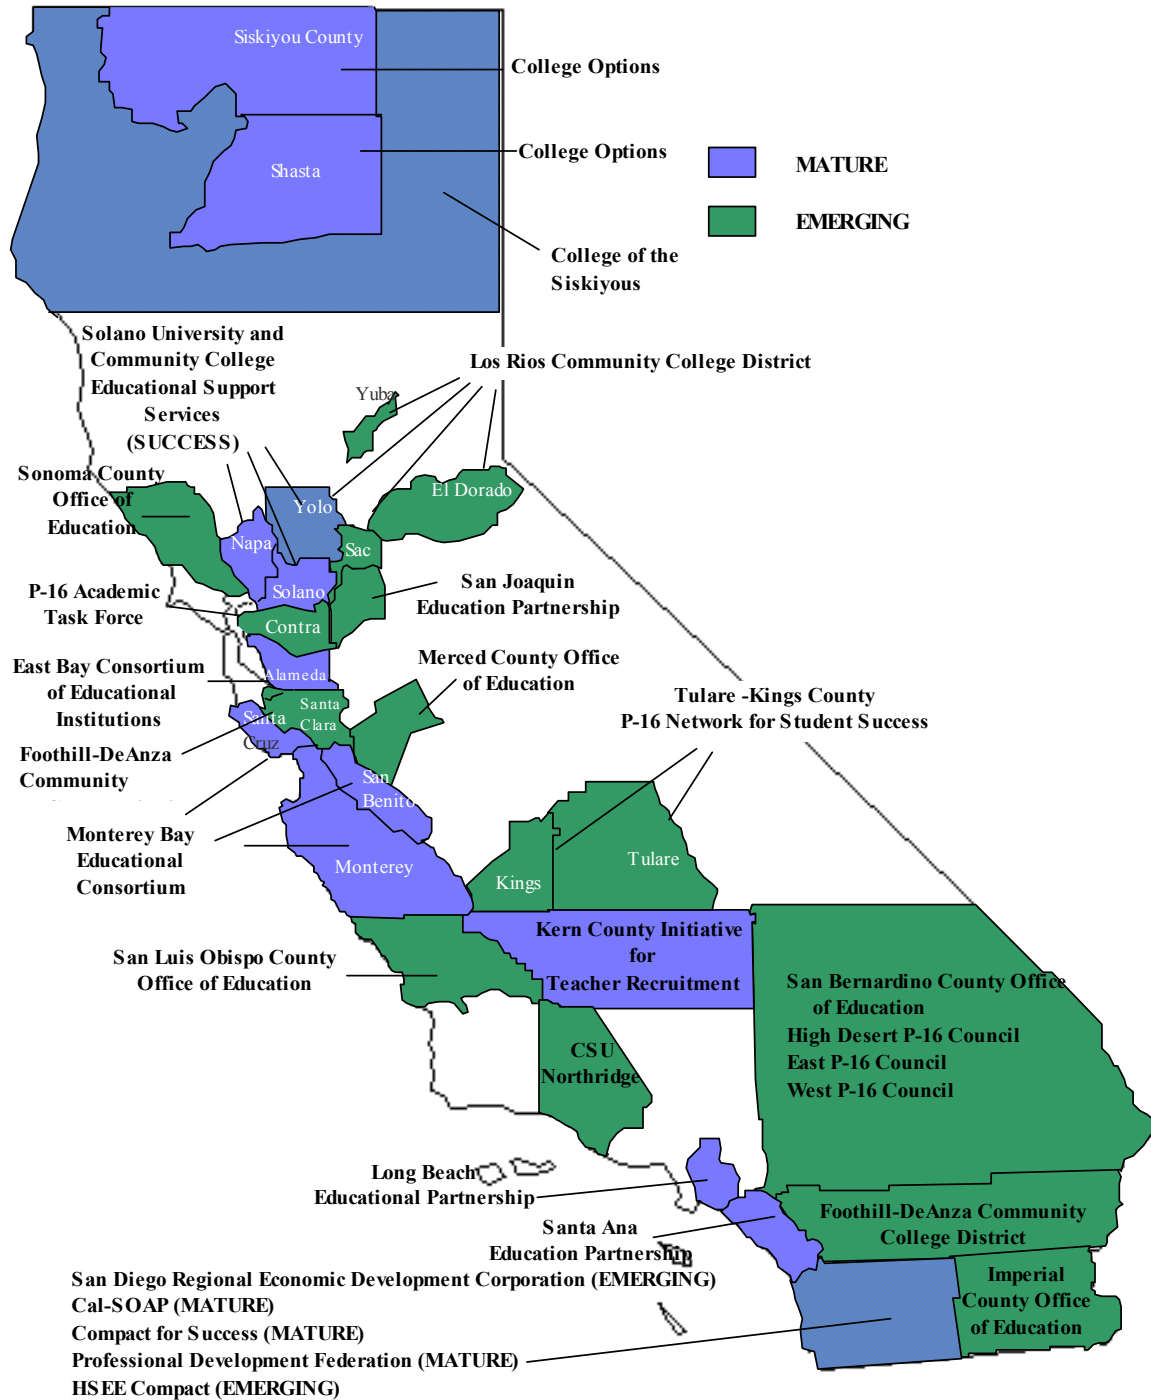 Siskiyou County
College Options
College Options
Shasta
MATURE
EMERGING
College of the
Siskiyous
Solano University and
Community College
Educational Support
Services
(SUCCESS)
Los Rios Community College District
Yuba
Sonoma County
Office of
Education
El Dorado
Yolo
Napa
Sac
Solano
San Joaquin
Education Partnership
P-16 Academic
Task Force
Contra
East Bay Consortium
of Educational
Institutions
Alameda
Merced County Office
of Education
Santa
Clara
Santa
Cruz
Tulare -Kings County
P-16 Network for Student Success
Foothill-DeAnza
Community
San
Benito
Monterey Bay
Educational
Consortium
Monterey
Kings
Tulare
Kern County Initiative
for
Teacher Recruitment
San Luis Obispo County
Office of Education
San Bernardino County Office
of Education
High Desert P-16 Council
East P-16 Council
West P-16 Council
CSU
Northridge
Long Beach
Educational Partnership
Santa Ana
Education Partnership
Foothill-DeAnza Community
College District
Imperial
County Office
of Education
San Diego Regional Economic Development Corporation (EMERGING)
Cal-SOAP (MATURE)
Compact for Success (MATURE)
Professional Development Federation (MATURE)
HSEE Compact (EMERGING)